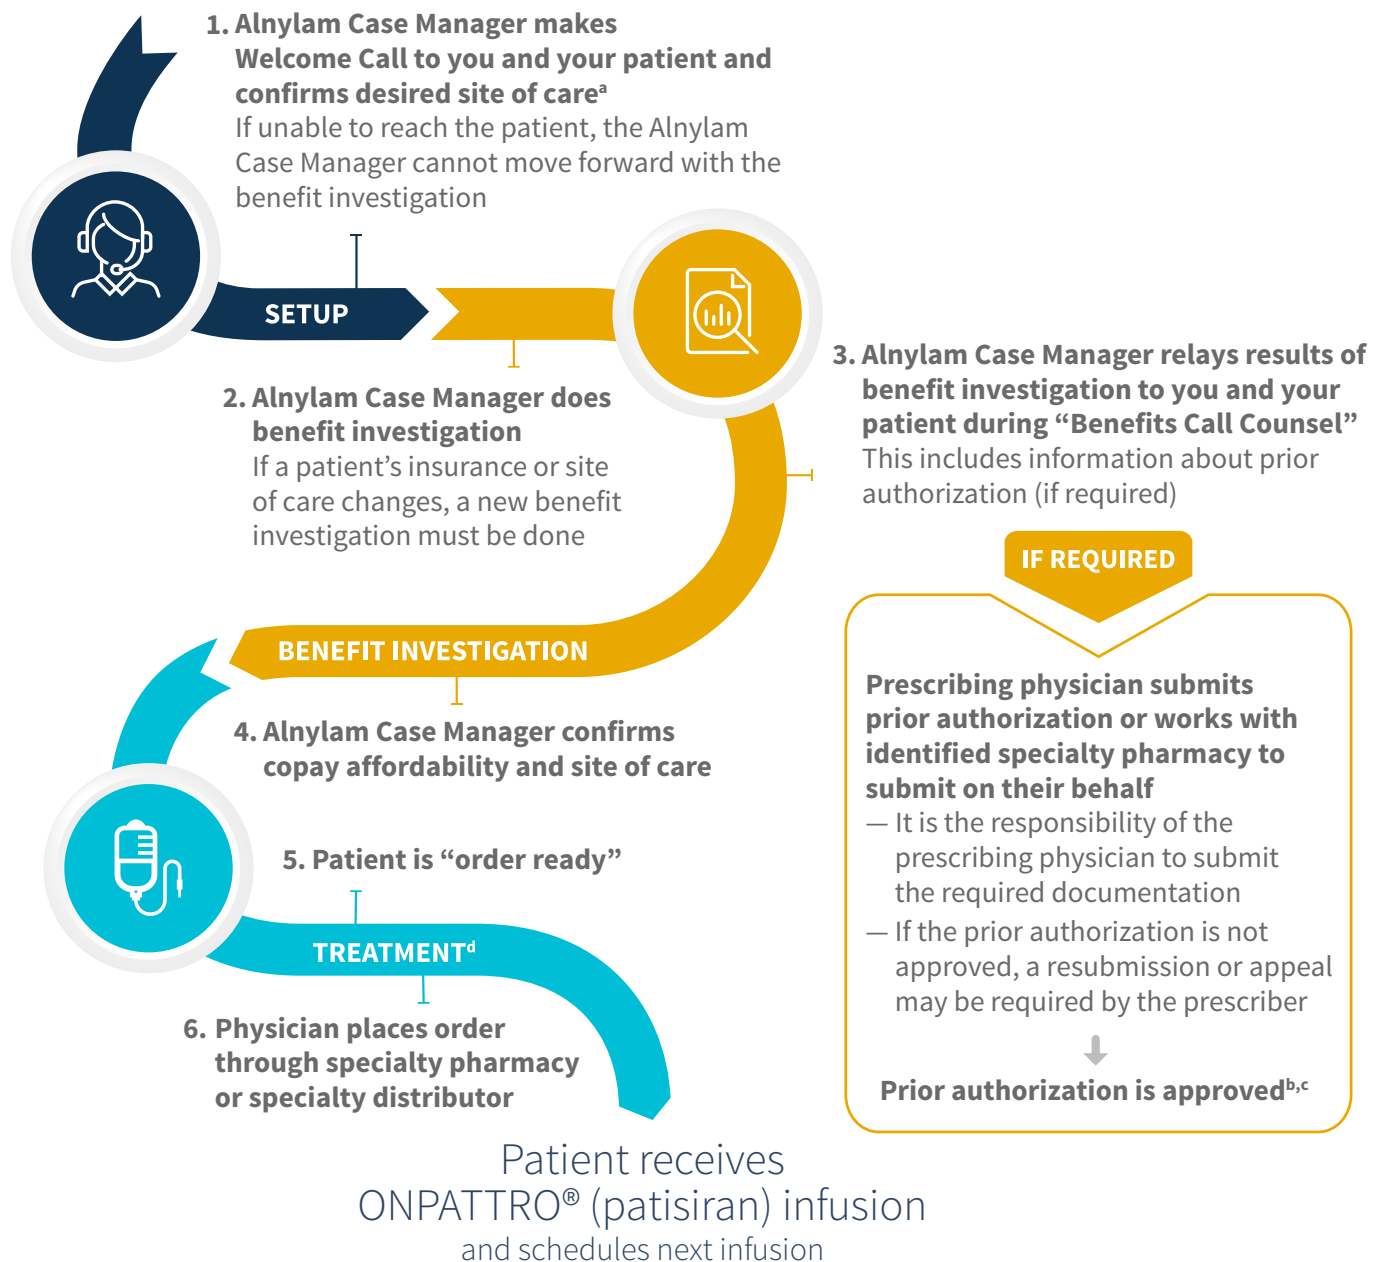 1. Alnylam Case Manager makes
Welcome Call to you and your patient and
confirms desired site of careᵃ
If unable to reach the patient, the Alnylam
Case Manager cannot move forward with the
benefit investigation
SETUP
2. Alnylam Case Manager does
benefit investigation
If a patient’s insurance or site
of care changes, a new benefit
investigation must be done
3. Alnylam Case Manager relays results of
benefit investigation to you and your
patient during “Benefits Call Counsel”
This includes information about prior
authorization (if required)
IF REQUIRED
Prescribing physician submits
prior authorization or works with
identified specialty pharmacy to
submit on their behalf
— It is the responsibility of the
prescribing physician to submit
the required documentation
— If the prior authorization is not
approved, a resubmission or appeal
may be required by the prescriber
Prior authorization is approvedᵇ,ᶜ
BENEFIT INVESTIGATION
4. Alnylam Case Manager confirms
copay affordability and site of care
5. Patient is “order ready”
TREATMENTᵈ
6. Physician places order
through specialty pharmacy
or specialty distributor
Patient receives
ONPATTRO® (patisiran) infusion
and schedules next infusion